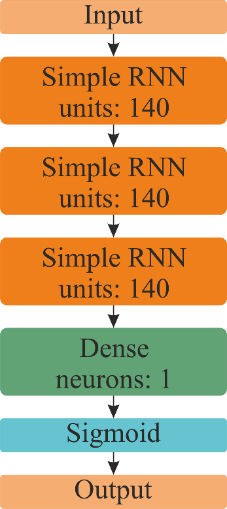 Input
Simple RNN
units: 140
Simple RNN
units: 140
Simple RNN
units: 140
Dense
neurons: 1
Sigmoid
Output